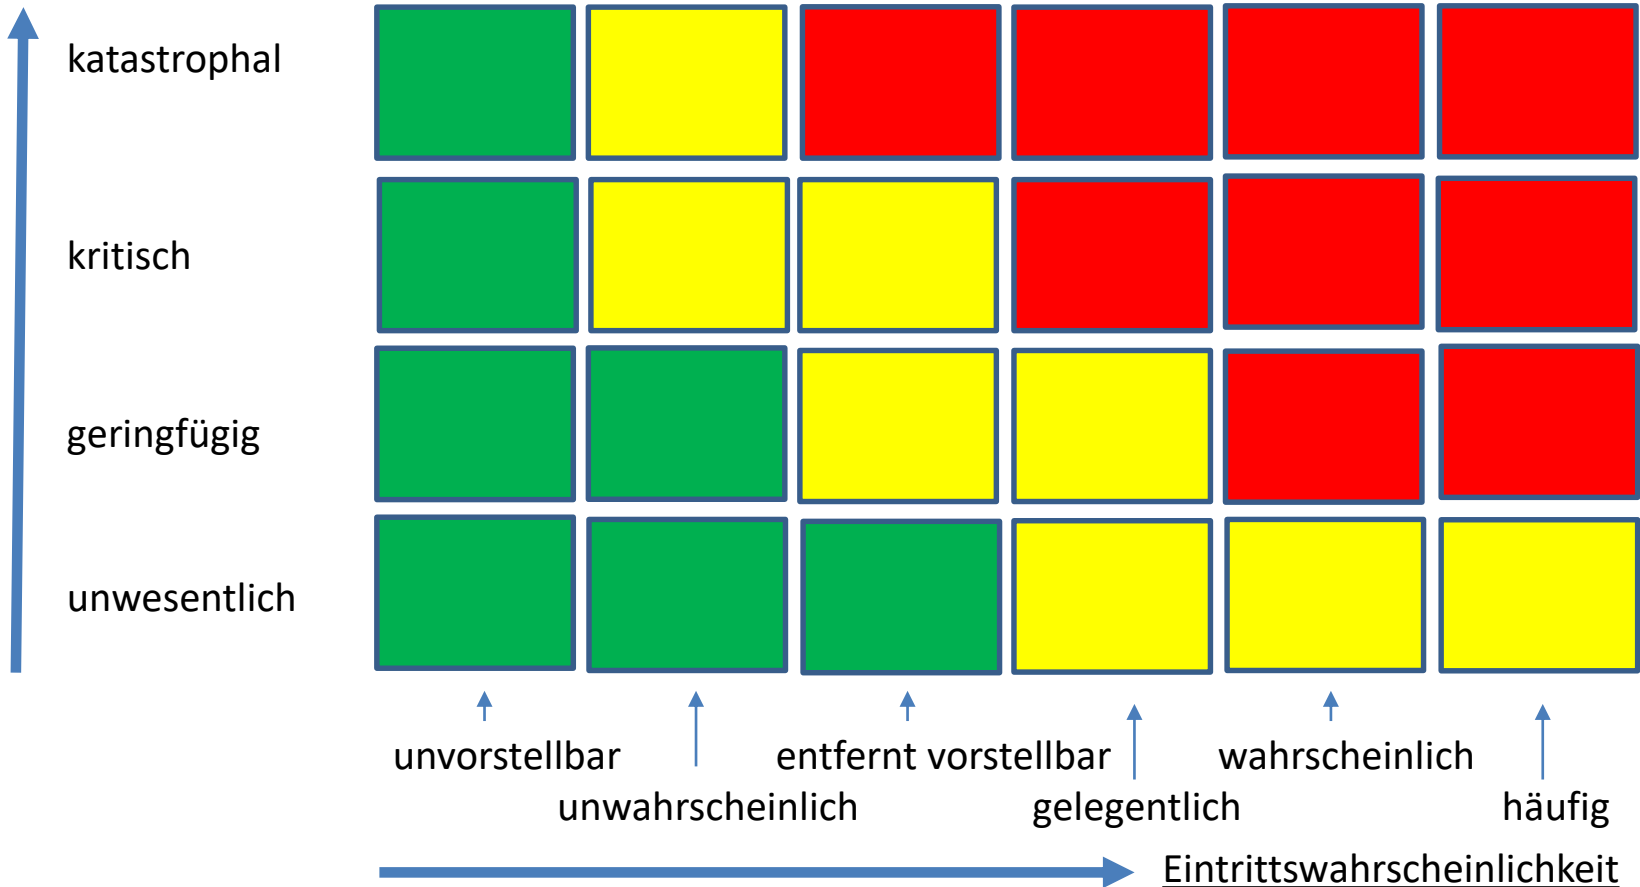 katastrophal
kritisch
geringfügig
unwesentlich
unvorstellbar
entfernt vorstellbar
wahrscheinlich
unwahrscheinlich
gelegentlich
häufig
Eintrittswahrscheinlichkeit